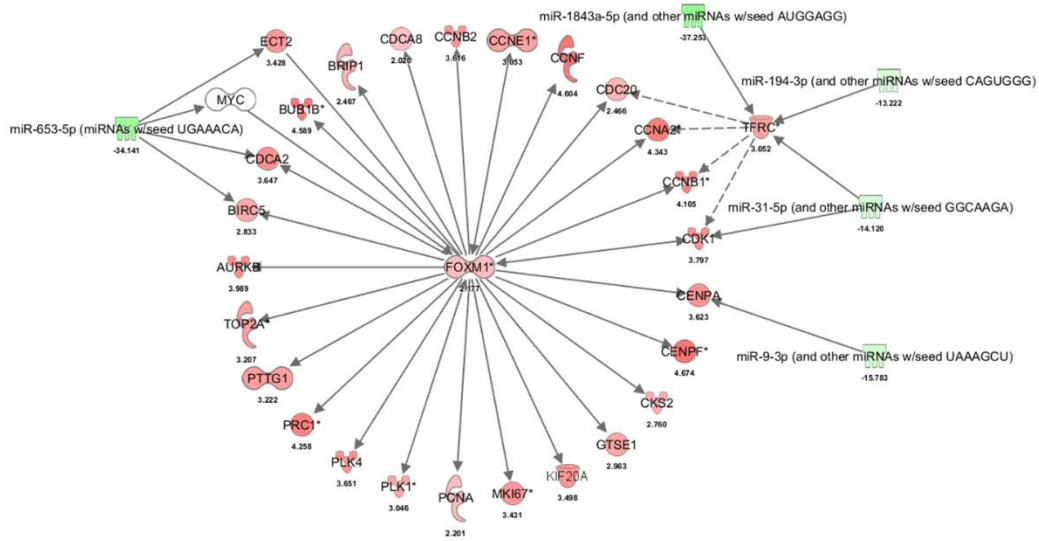 miR-1843a-5p (and other miRNAs w/seed AUGGAGG)
-37.253
ECT2
3.428
CDCA8
2.026
CCNB2
3.616
CCNE1*
3.053
CCNF
4.604
BRIP1
2.467
miR-194-3p (and other miRNAs w/seed CAGUGGG)
-13.222
MYC
BUB1B*
4.589
CDC20
2.466
miR-653-5p (miRNAs w/seed UGAAACA)
-34.141
CCNA2*
4.343
TFRC*
3.052
CDCA2
3.647
CCNB1*
4.105
BIRC5
2.833
miR-31-5p (and other miRNAs w/seed GGCAAGA)
-14.120
CDK1
3.797
AURKB
3.989
FOXM1*
CENPA
3.623
TOP2A*
3.207
CENPF*
4.674
miR-9-3p (and other miRNAs w/seed UAAAGCU)
-15.783
PTTG1
3.222
CKS2
2.760
PRC1*
4.258
GTSE1
2.963
PLK4
3.651
PLK1*
3.046
PCNA
2.201
MKI67*
3.431
KIF20A
3.498